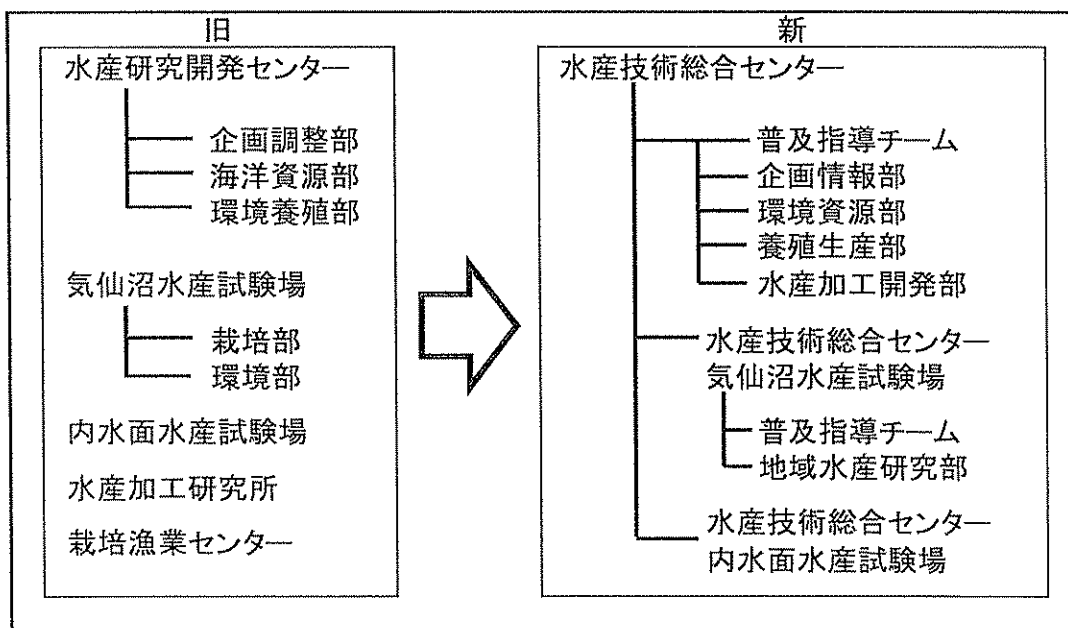 旧
水産研究開発センター
企画調整部
海洋資源部
環境養殖部
気仙沼水産試験場
栽培部
環境部
内水面水産試験場
水産加工研究所
栽培漁業センター
新
水産技術総合センター
普及指導チーム
企画情報部
環境資源部
養殖生産部
水産加工開発部
水産技術総合センター
気仙沼水産試験場
普及指導チーム
地域水産研究部
水産技術総合センター
内水面水産試験場